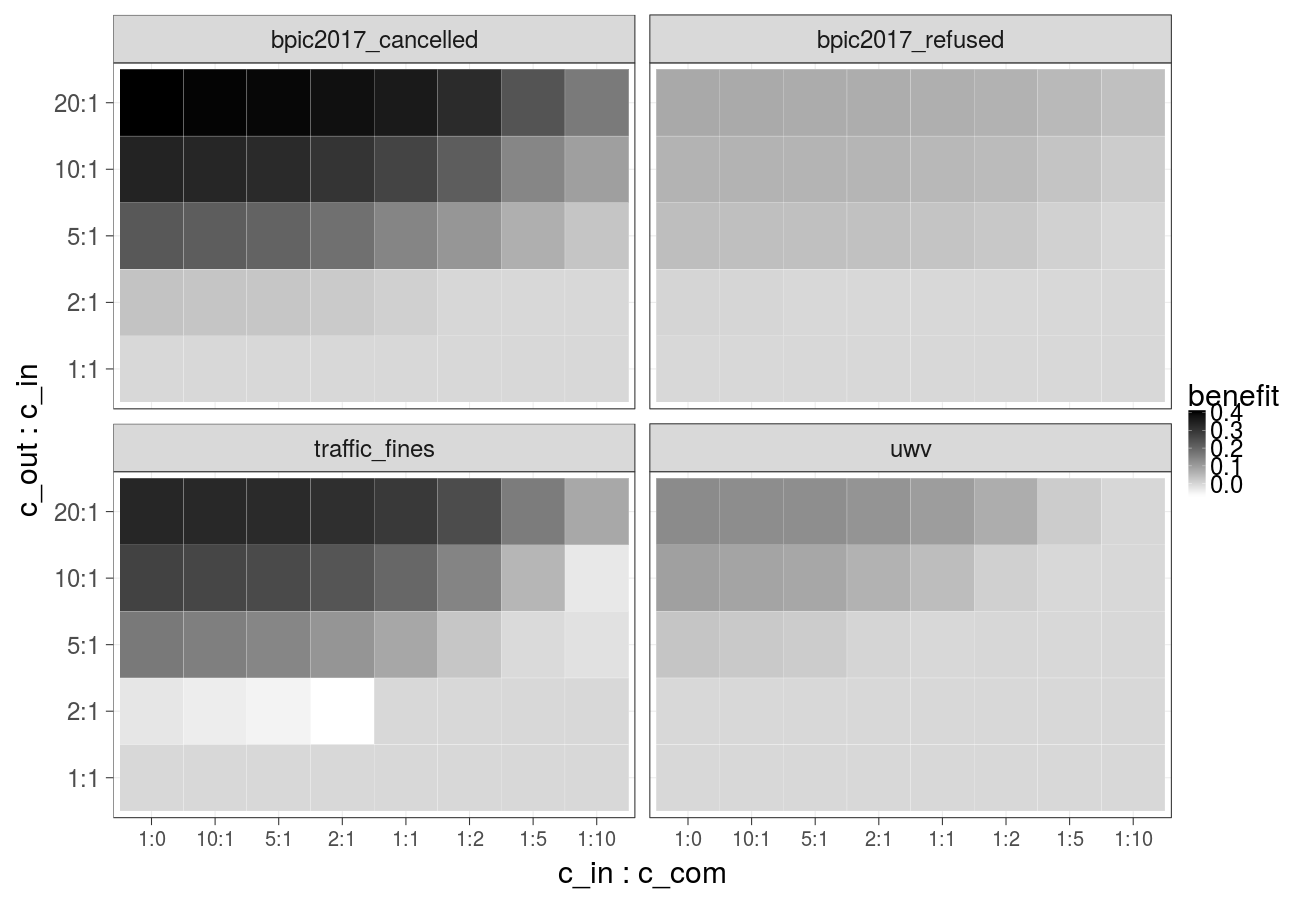 bpic2017_cancelled
bpic2017_refused
20:1
10:1
5:1
2:1
1:1
traffic_fines
uwv
20:1
10:1
5:1
2:1
1:1
1:0 10:1 5:1 2:1 1:1 1:2 1:5 1:10
1:0 10:1 5:1 2:1 1:1 1:2 1:5 1:10
c_in : c_com
c_out : c_in
benefit
0.4
0.3
0.2
0.1
0.0